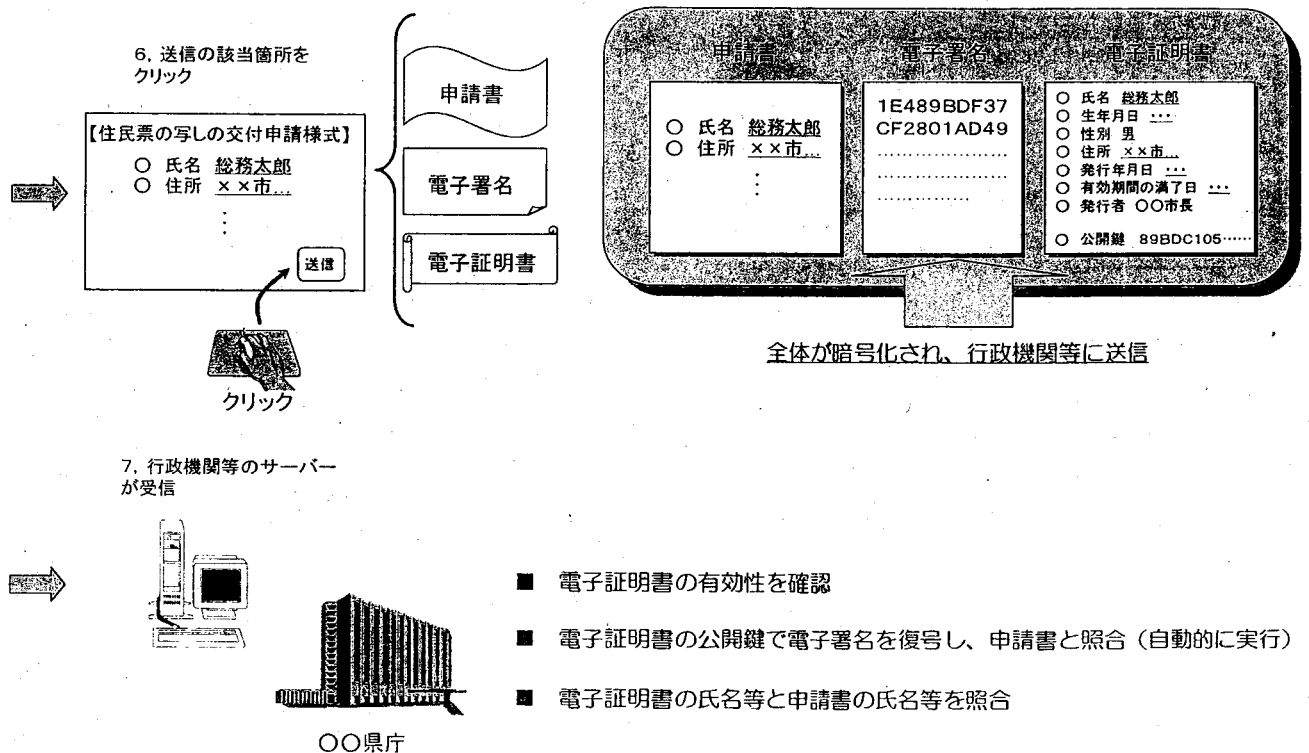 6, 送信の該当箇所を
クリック
【住民票の写しの交付申請様式】
○ 氏名 総務太郎
○ 住所 ××市...
⋮
送信
クリック
申請書
電子署名
電子証明書
申請書
○ 氏名 総務太郎
○ 住所 ××市...
⋮
電子署名
1E489BDF37
CF2801AD49
....................
....................
..............
電子証明書
○ 氏名 総務太郎
○ 生年月日 ・・・
○ 性別 男
○ 住所 ××市...
○ 発行年月日 ・・・
○ 有効期間の満了日 ・・・
○ 発行者 〇〇市長
○ 公開鍵 89BDC105……
全体が暗号化され、行政機関等に送信
7, 行政機関等のサーバー
が受信
〇〇県庁
■ 電子証明書の有効性を確認
■ 電子証明書の公開鍵で電子署名を復号し、申請書と照合（自動的に実行）
■ 電子証明書の氏名等と申請書の氏名等を照合